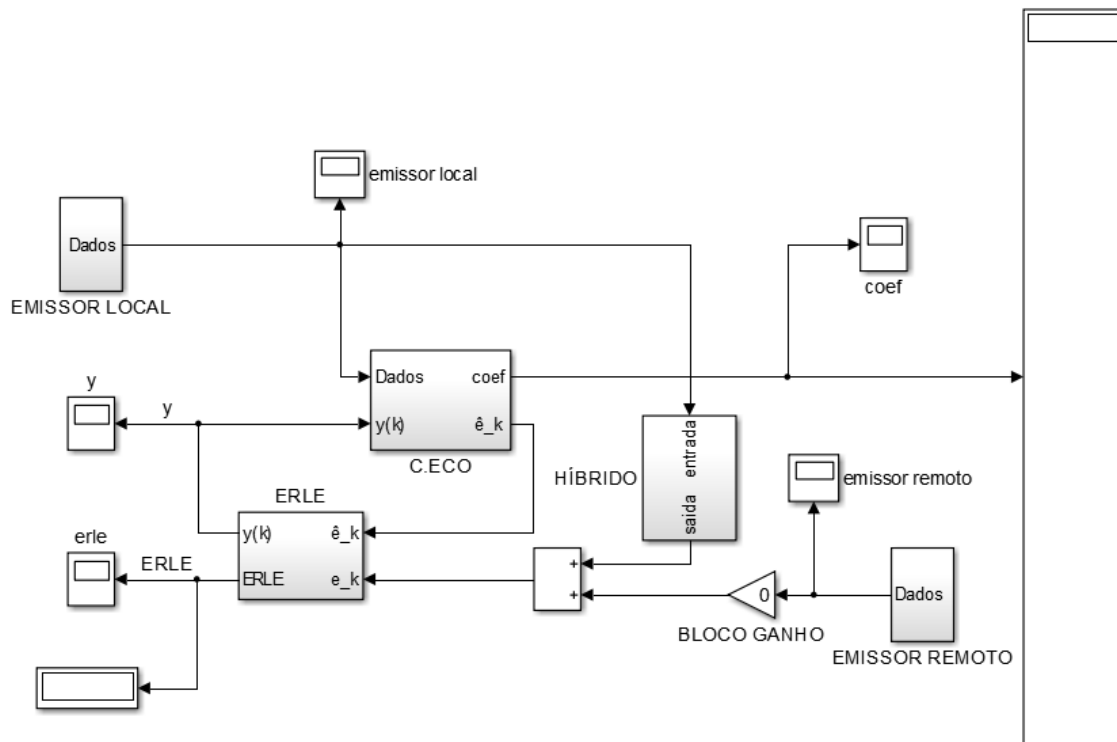 emissor local
Dados
EMISSOR LOCAL
coef
Dados
coef
y(k)
ê_k
C.ECO
y
y
entrada
saida
HÍBRIDO
emissor remoto
ERLE
y(k)
ê_k
ERLE
e_k
erle
ERLE
+
+
0
BLOCO GANHO
Dados
EMISSOR REMOTO